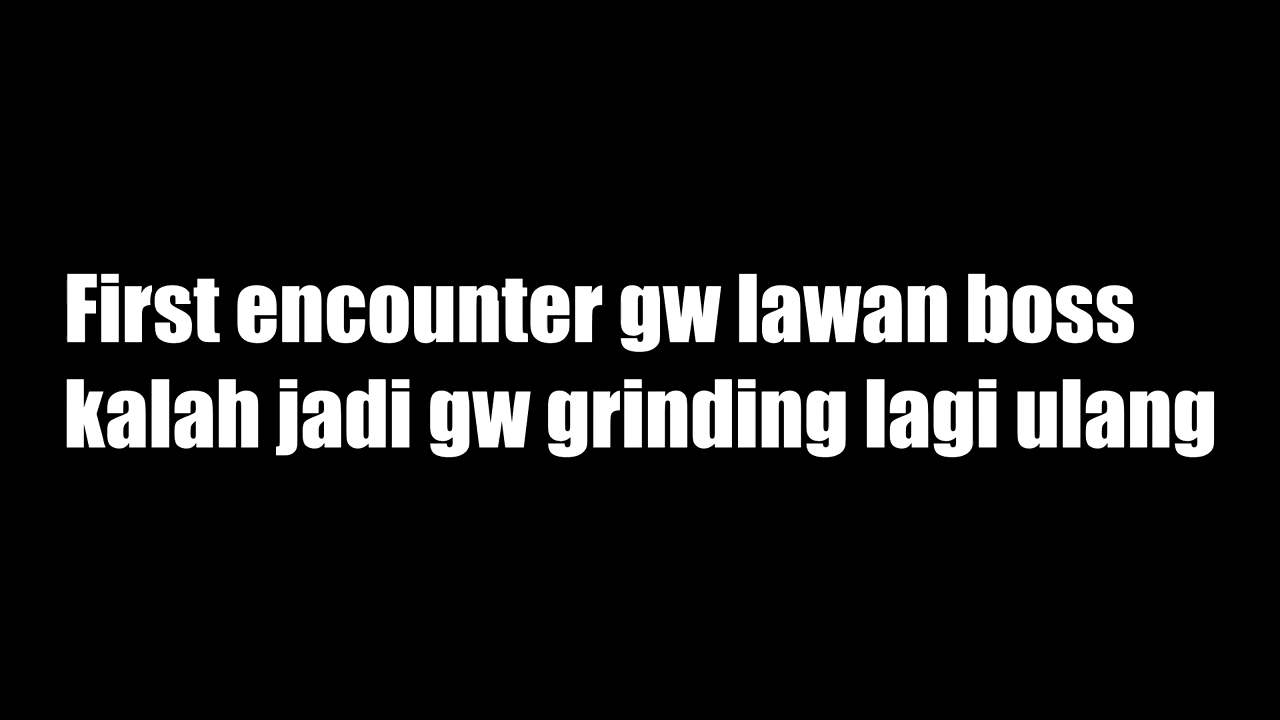 First encounter gw lawan boss
kalah jadi gw grinding lagi ulang